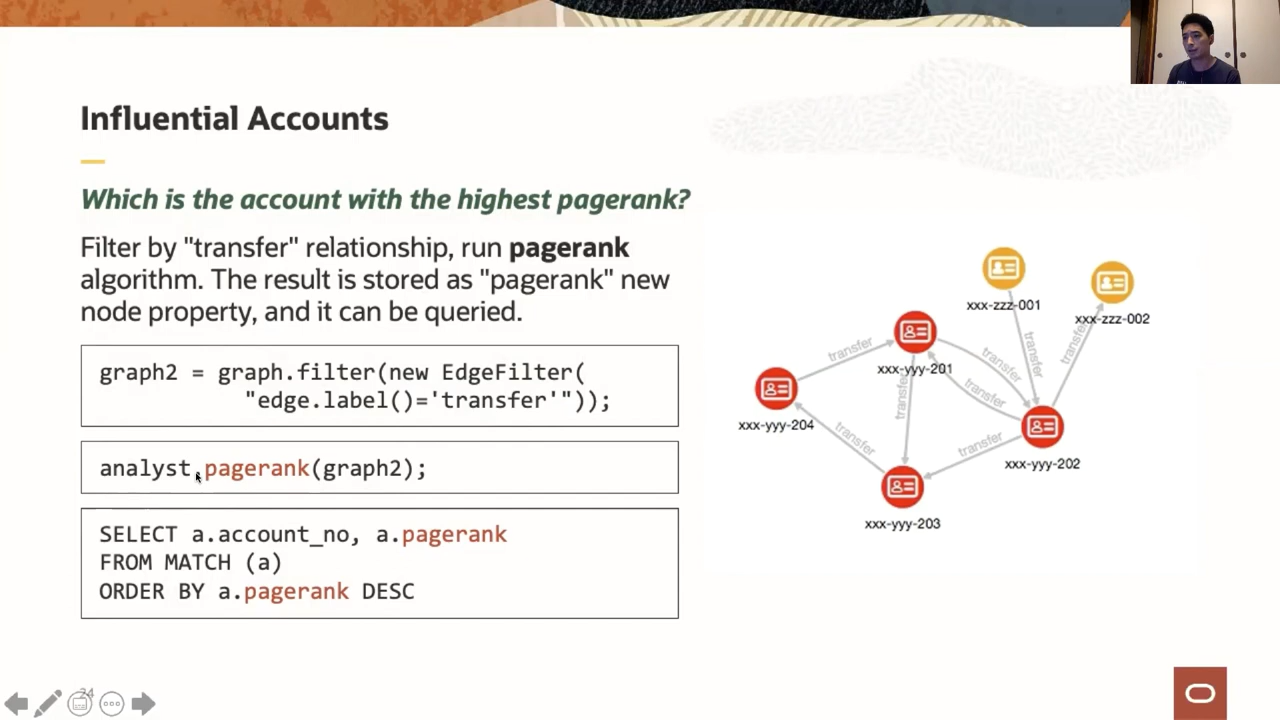 Influential Accounts
Which is the account with the highest pagerank?
Filter by "transfer" relationship, run pagerank
algorithm. The result is stored as "pagerank" new
node property, and it can be queried.
graph2 = graph.filter(new EdgeFilter(
"edge.label()='transfer'"));
analyst.pagerank(graph2);
SELECT a.account_no, a.pagerank
FROM MATCH (a)
ORDER BY a.pagerank DESC
xxx-zzz-001
xxx-zzz-002
transfer
transfer
transfer
xxx-yyy-201
transfer
transfer
transfer
xxx-yyy-204
transfer
transfer
xxx-yyy-202
xxx-yyy-203
24